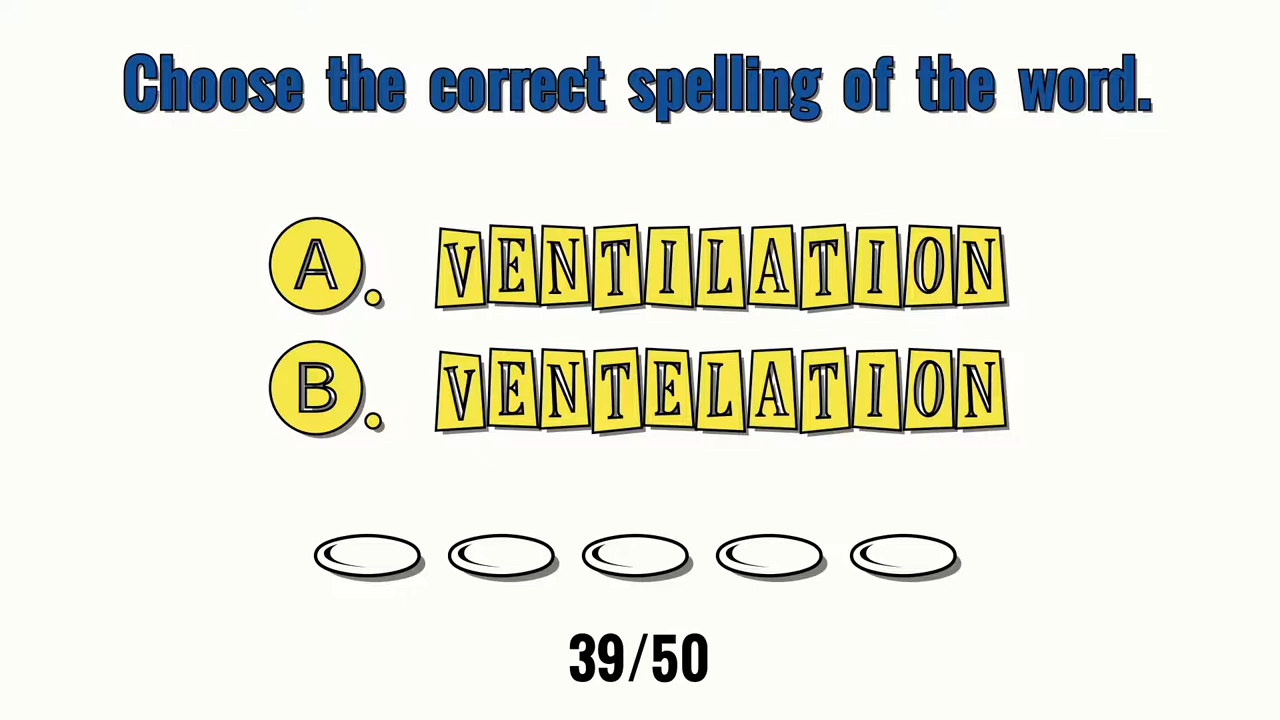 Choose the correct spelling of the word.
A. VENTILATION
B. VENTELATION
39/50